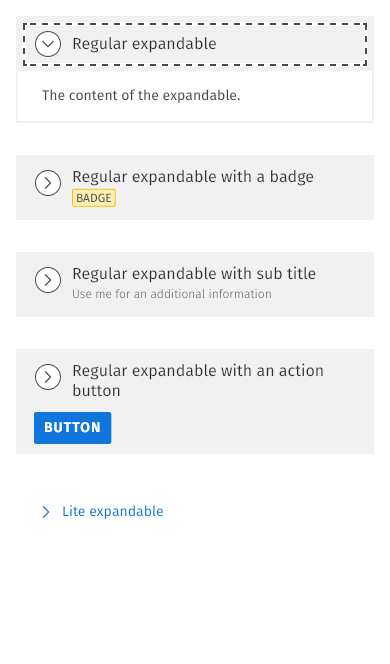 Regular expandable
The content of the expandable.
Regular expandable with a badge
BADGE
Regular expandable with sub title
Use me for an additional information
Regular expandable with an action
button
BUTTON
Lite expandable